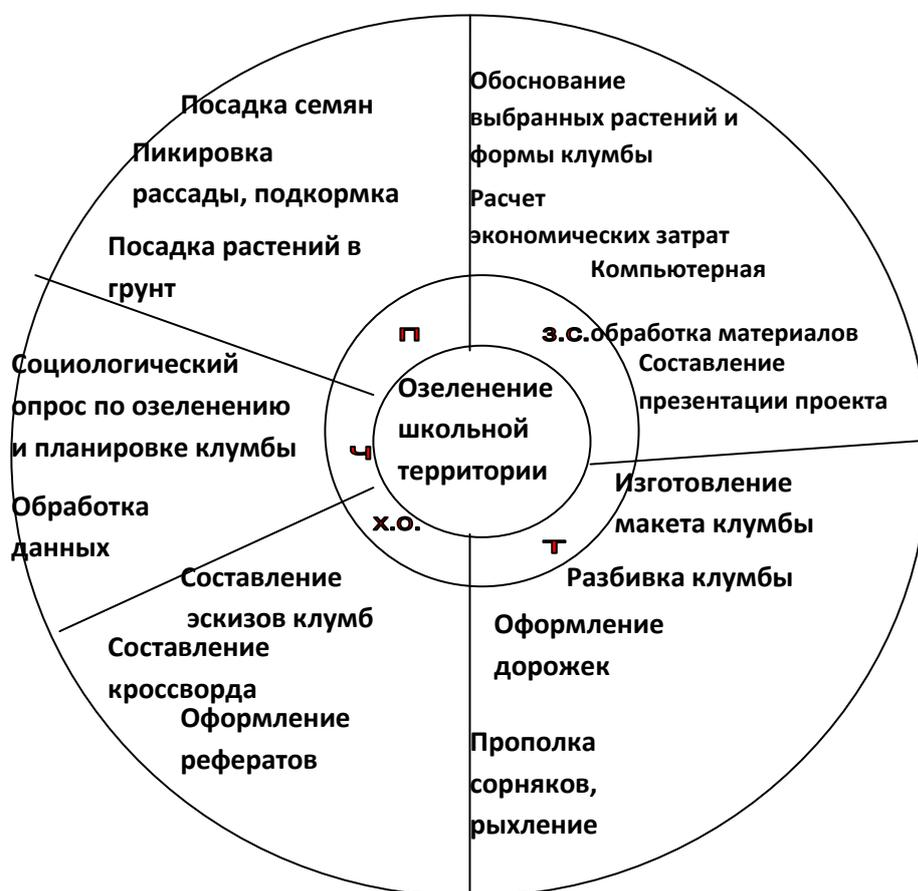 Посадка семян
Пикировка
рассады, подкормка
Посадка растений в
грунт
Обоснование
выбранных растений и
формы клумбы
Расчет
экономических затрат
Компьютерная
обработка материалов
Составление
презентации проекта
П
З.С.
Ч
Х.О.
Т
Озеленение
школьной
территории
Социологический
опрос по озеленению
и планировке клумбы
Обработка
данных
Изготовление
макета клумбы
Разбивка клумбы
Оформление
дорожек
Прополка
сорняков,
рыхление
Составление
эскизов клумб
Составление
кроссворда
Оформление
рефератов